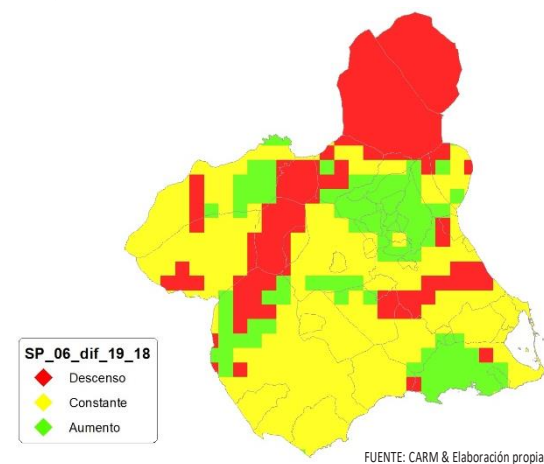 SP_06_dif_19_18
Descenso
Constante
Aumento
FUENTE: CARM & Elaboración propia